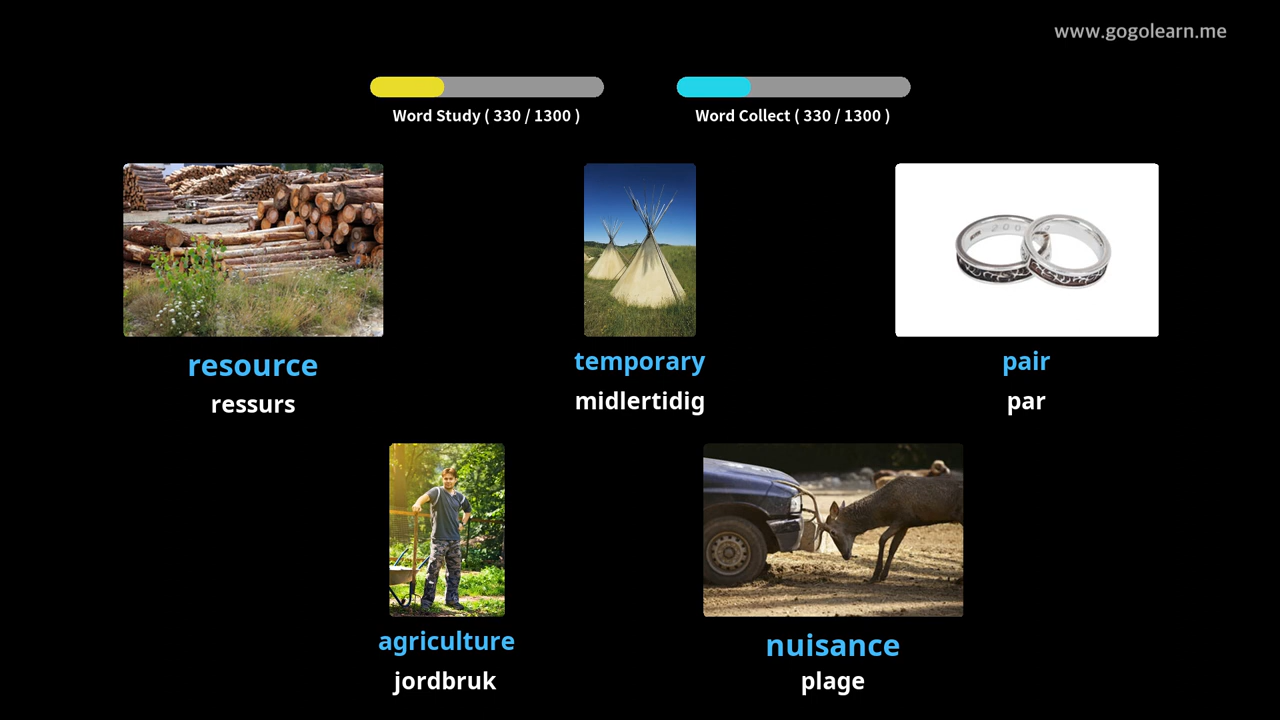 www.gogolearn.me
Word Study ( 330 / 1300 )
Word Collect ( 330 / 1300 )
resource
ressurs
temporary
midlertidig
pair
par
agriculture
jordbruk
nuisance
plage